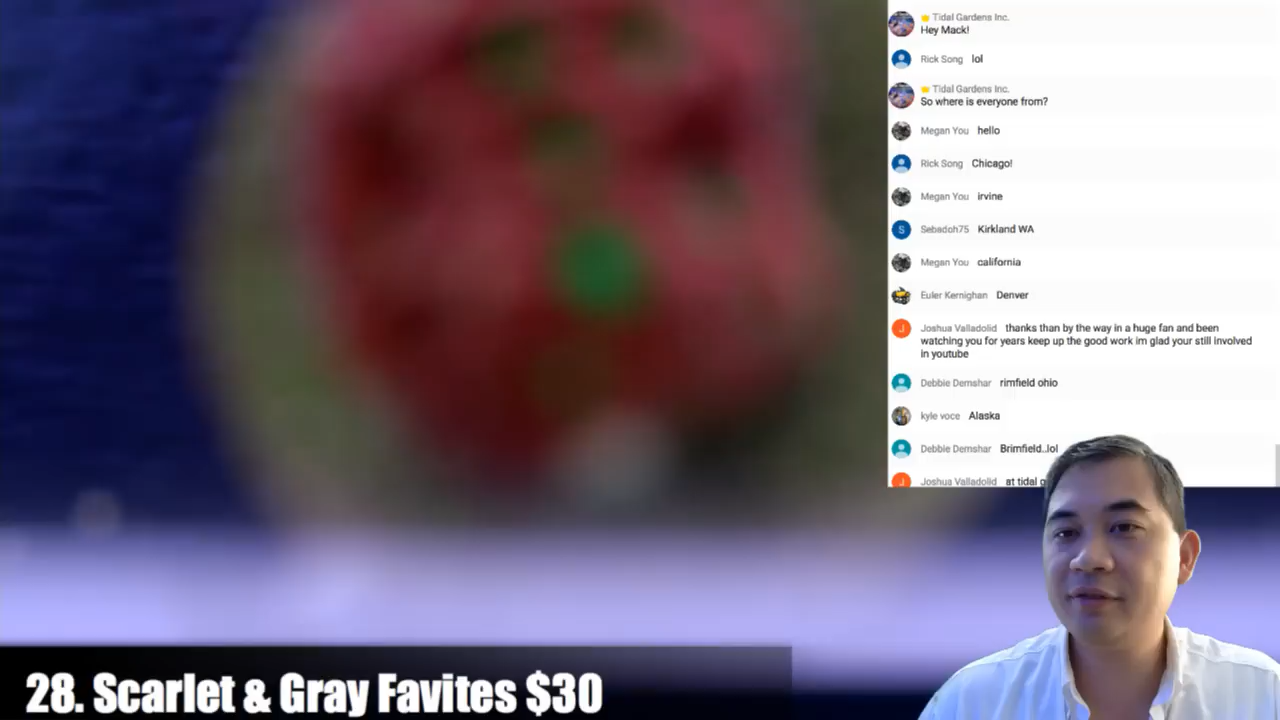 Tidal Gardens Inc.
Hey Mack!
Rick Song lol
Tidal Gardens Inc.
So where is everyone from?
Megan You hello
Rick Song Chicago!
Megan You irvine
Sebadoh75 Kirkland WA
Megan You california
Euler Kernighan Denver
Joshua Valladolid thanks than by the way in a huge fan and been
watching you for years keep up the good work im glad your still involved
in youtube
Debbie Demshar rimfield ohio
kyle voce Alaska
Debbie Demshar Brimfield..lol
Joshua Valladolid at tidal
28. Scarlet & Gray Favites $30
S
J
J